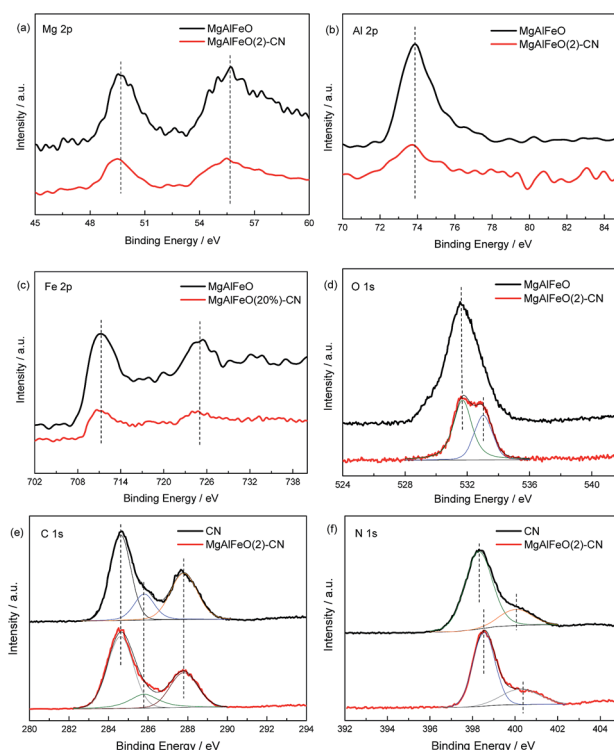 (a) Mg 2p
MgAlFeO
MgAlFeO(2)-CN
Intensity / a.u.
45 48 51 54 57 60
Binding Energy / eV
(b) Al 2p
MgAlFeO
MgAlFeO(2)-CN
Intensity / a.u.
70 72 74 76 78 80 82 84
Binding Energy / eV
(c) Fe 2p
MgAlFeO
MgAlFeO(20%)-CN
Intensity / a.u.
702 708 714 720 726 732 738
Binding Energy / eV
(d) O 1s
MgAlFeO
MgAlFeO(2)-CN
Intensity / a.u.
524 528 532 536 540
Binding Energy / eV
(e) C 1s
CN
MgAlFeO(2)-CN
Intensity / a.u.
280 282 284 286 288 290 292 294
Binding Energy / eV
(f) N 1s
CN
MgAlFeO(2)-CN
Intensity / a.u.
392 394 396 398 400 402 404
Binding Energy / eV